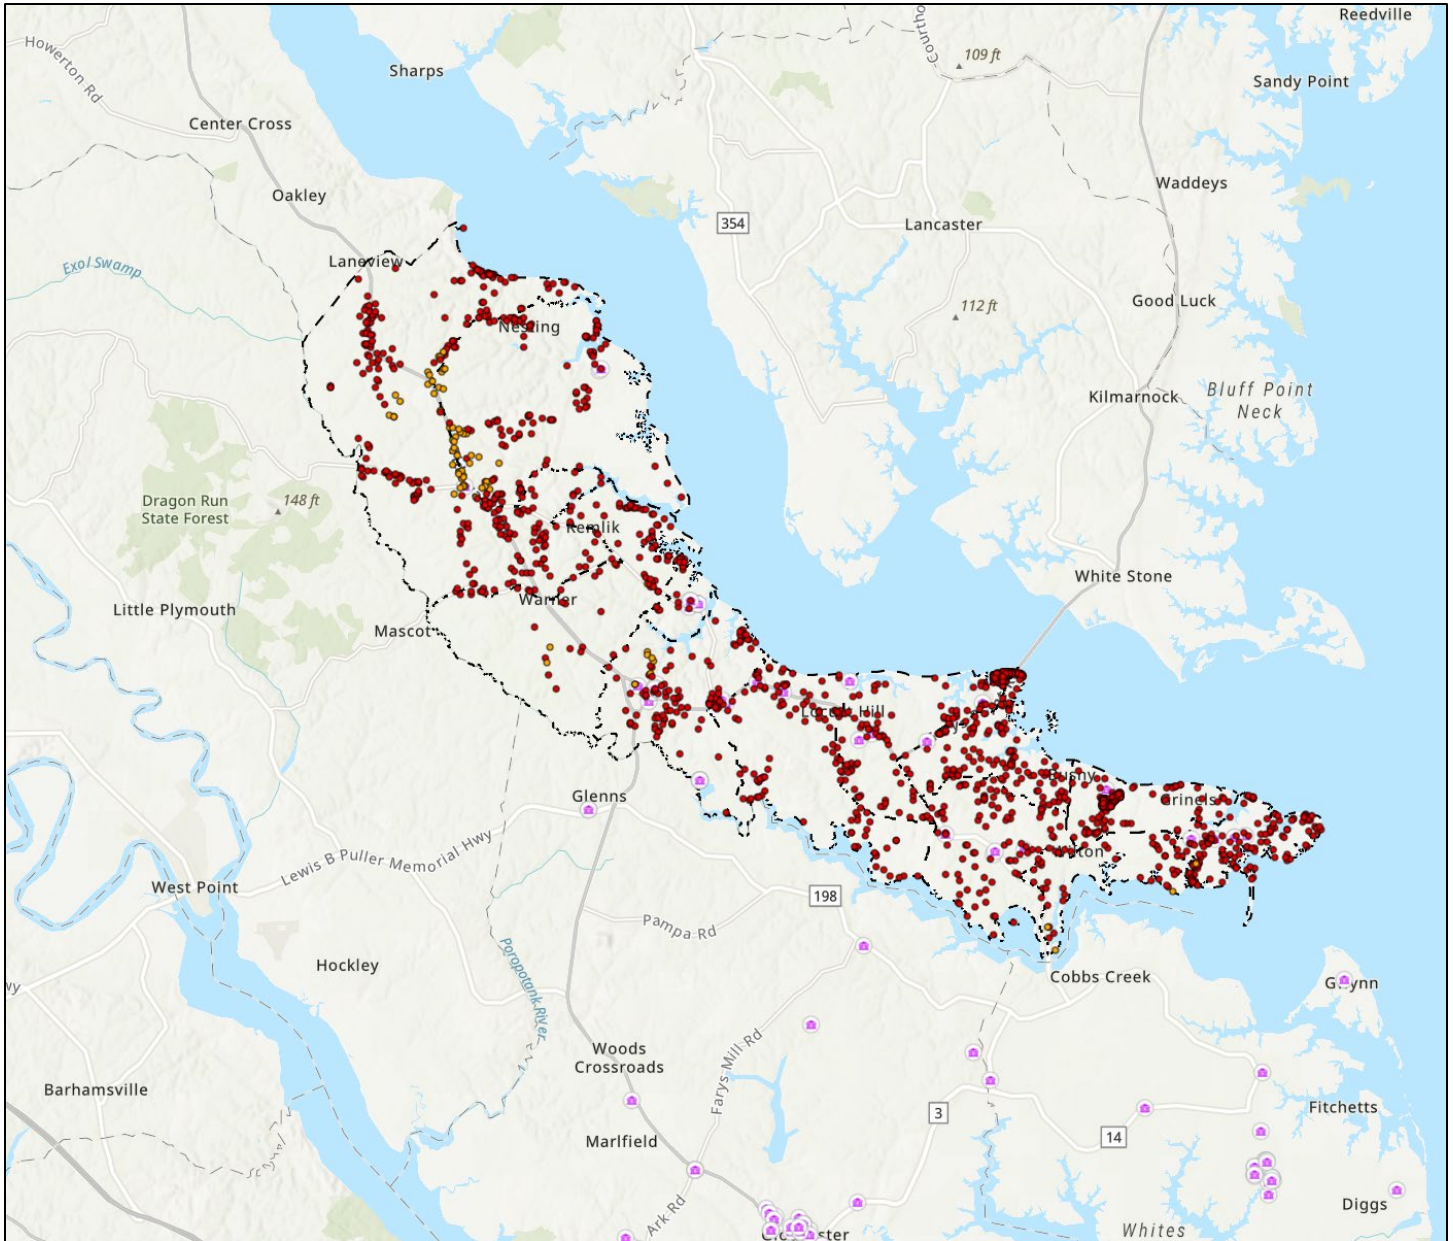 Reedville
Howerton Rd
109 ft
Sharps
Sandy Point
Center Cross
Oakley
Waddeys
354
Lancaster
Laneview
Exol Swamp
Good Luck
112 ft
Kilmarnock
Bluff Point
Neck
Dragon Run
State Forest
148 ft
White Stone
Little Plymouth
Warner
Mascot
Hill
Glenns
Lewis B Puller Memorial Hwy
West Point
198
Pampa Rd
Hockley
Poropotank River
Cobbs Creek
Woods
Crossroads
Farys Mill Rd
Barhamsville
Marlfield
3
14
Fitchetts
Ark Rd
Diggs
Whites